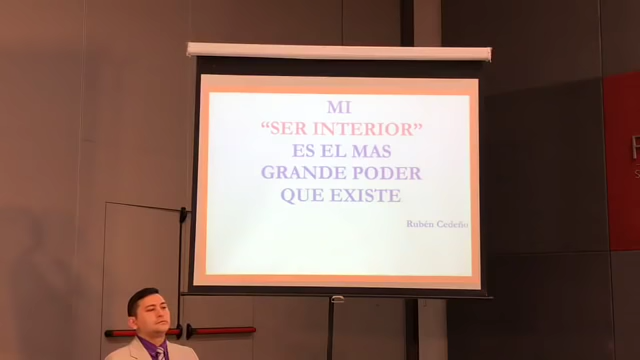 MI
“SER INTERIOR”
ES EL MAS
GRANDE PODER
QUE EXISTE
Rubén Cedeño